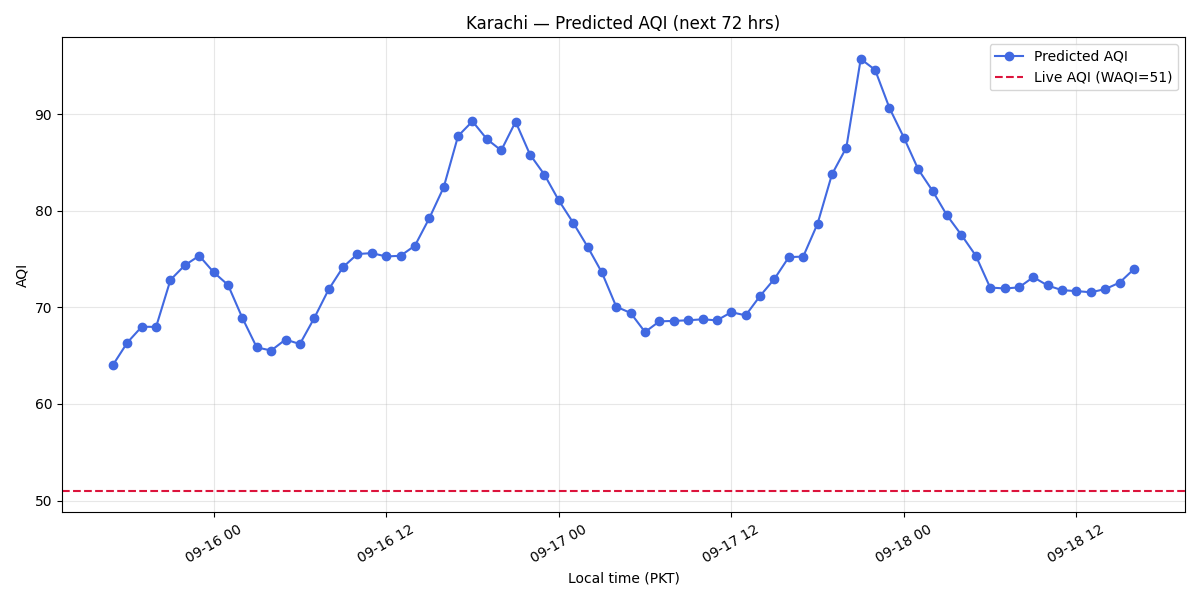 Karachi — Predicted AQI (next 72 hrs)
Predicted AQI
Live AQI (WAQI=51)
AQI
90
80
70
60
50
09-16 00
09-16 12
09-17 00
09-17 12
09-18 00
09-18 12
Local time (PKT)